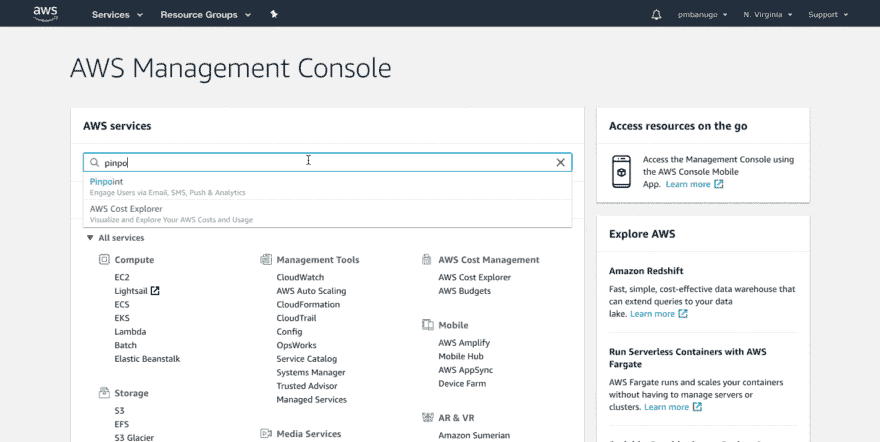 aws
Services
Resource Groups
pmbanugo
N. Virginia
Support
AWS Management Console
AWS services
pinpo
Pinpoint
Engage Users via Email, SMS, Push & Analytics
AWS Cost Explorer
Visualize and Explore Your AWS Costs and Usage
All services
Compute
EC2
Lightsail
ECS
EKS
Lambda
Batch
Elastic Beanstalk
Storage
S3
EFS
S3 Glacier
Management Tools
CloudWatch
AWS Auto Scaling
CloudFormation
CloudTrail
Config
OpsWorks
Service Catalog
Systems Manager
Trusted Advisor
Managed Services
Media Services
AWS Cost Management
AWS Cost Explorer
AWS Budgets
Mobile
AWS Amplify
Mobile Hub
AWS AppSync
Device Farm
AR & VR
Amazon Sumerian
Access resources on the go
Access the Management Console using
the AWS Console Mobile
App. Learn more
Explore AWS
Amazon Redshift
Fast, simple, cost-effective data warehouse that
can extend queries to your data
lake. Learn more
Run Serverless Containers with AWS
Fargate
AWS Fargate runs and scales your containers
without having to manage servers or
clusters. Learn more